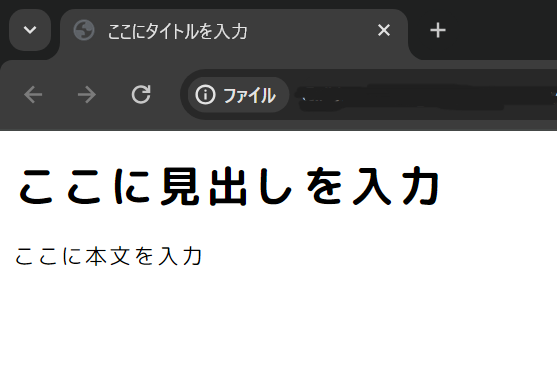 ここにタイトルを入力
ファイル
ここに見出しを入力
ここに本文を入力